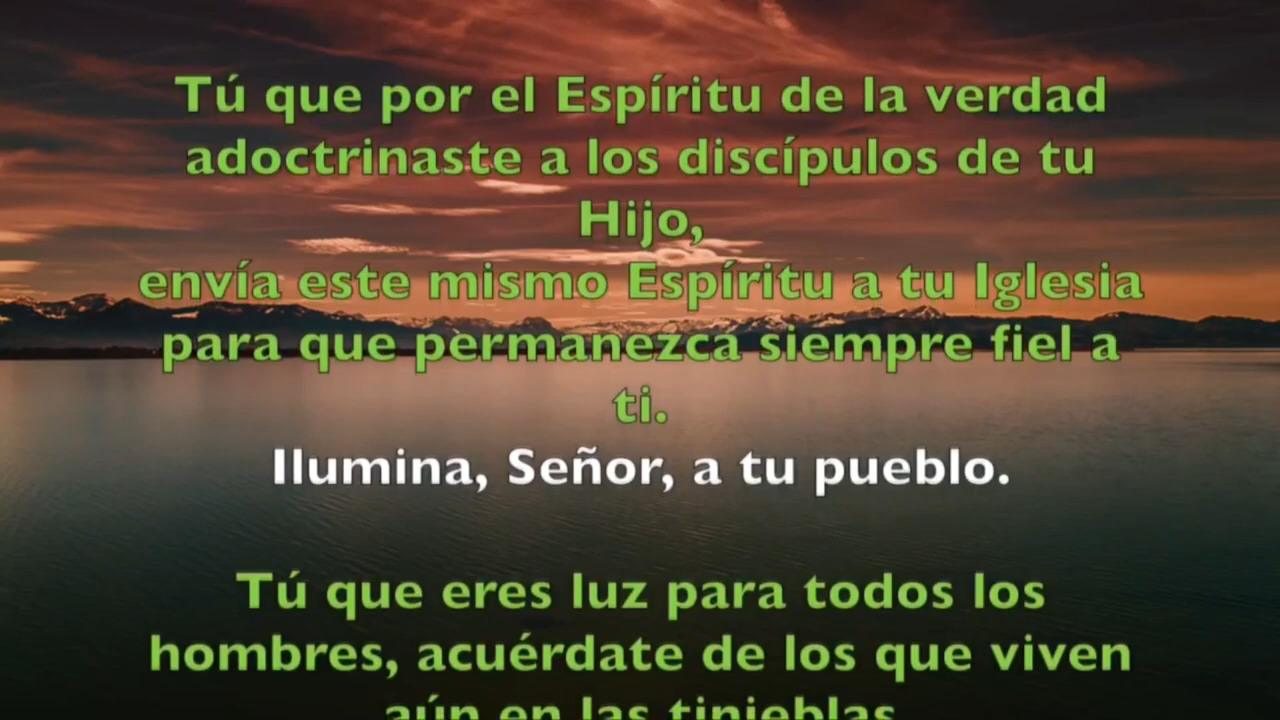 Tú que por el Espíritu de la verdad
adoctrinaste a los discípulos de tu
Hijo,
envía este mismo Espíritu a tu Iglesia
para que permanezca siempre fiel a
ti.
Ilumina, Señor, a tu pueblo.
Tú que eres luz para todos los
hombres, acuérdate de los que viven
aún en las tinieblas